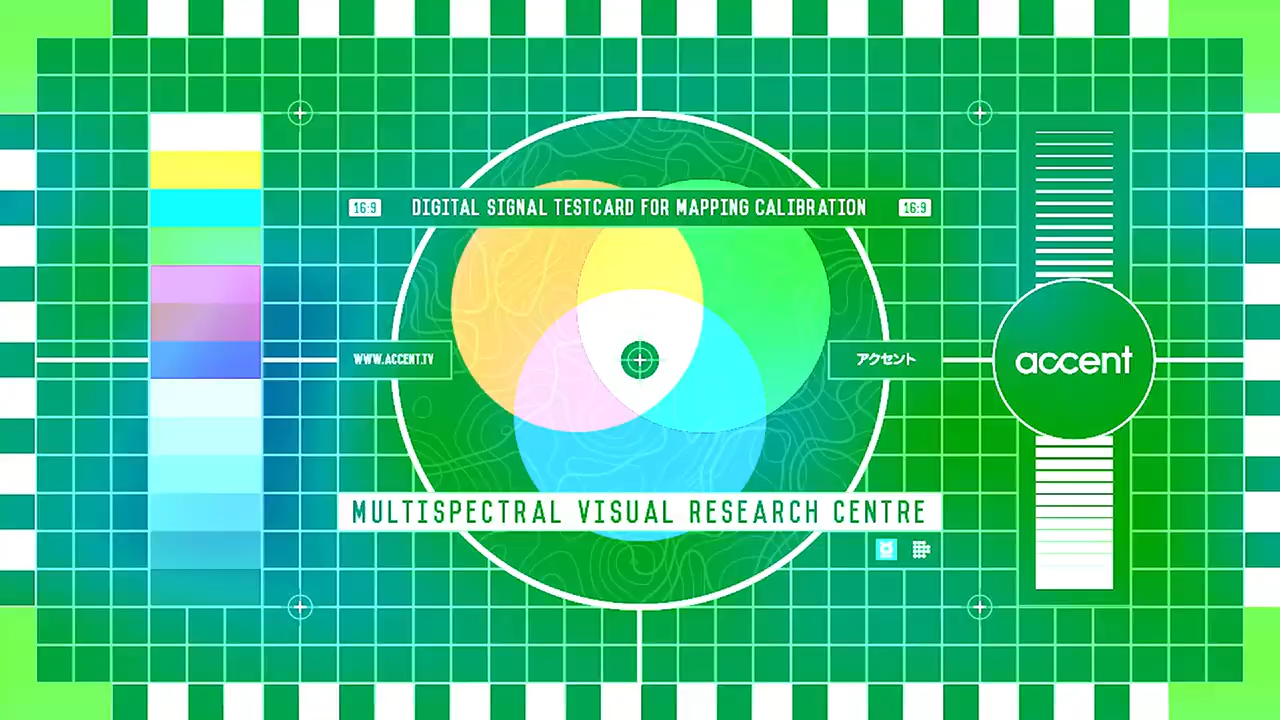 16:9 DIGITAL SIGNAL TESTCARD FOR MAPPING CALIBRATION 16:9
WWW.ACCENT.TV
アクセント
accent
MULTISPECTRAL VISUAL RESEARCH CENTRE